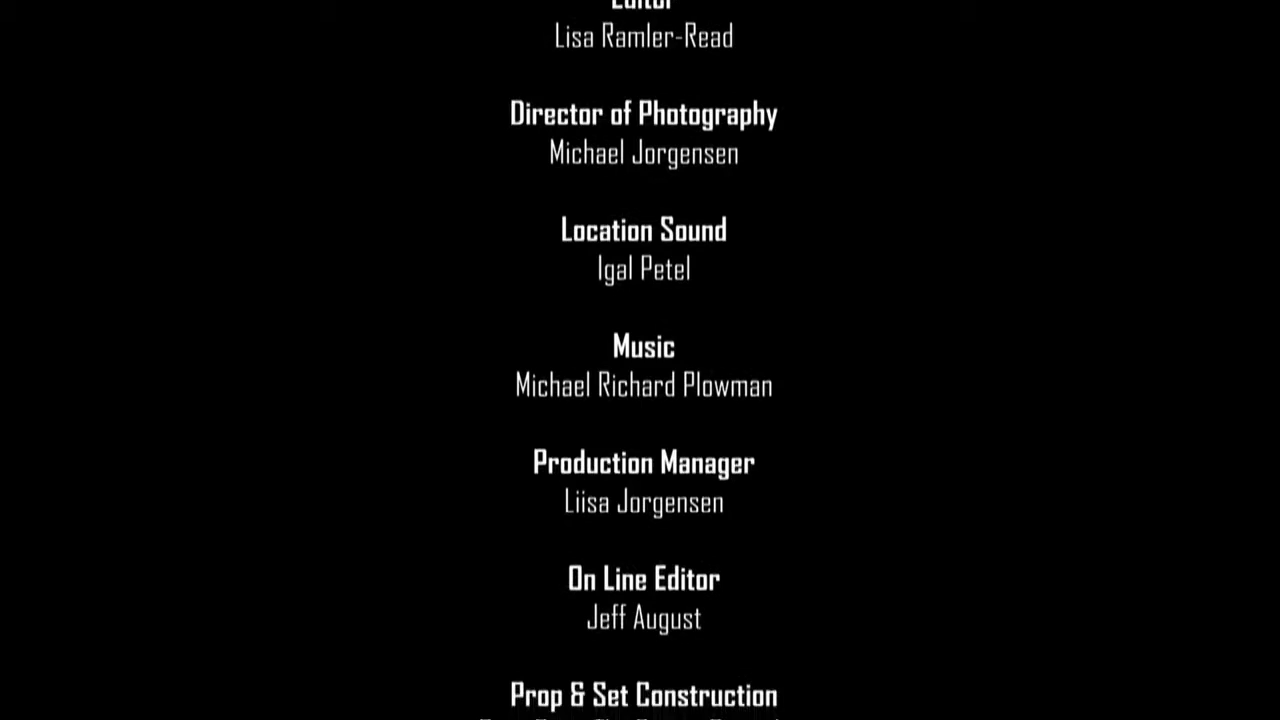 Editor
Lisa Ramler-Read
Director of Photography
Michael Jorgensen
Location Sound
Igal Petel
Music
Michael Richard Plowman
Production Manager
Liisa Jorgensen
On Line Editor
Jeff August
Prop & Set Construction